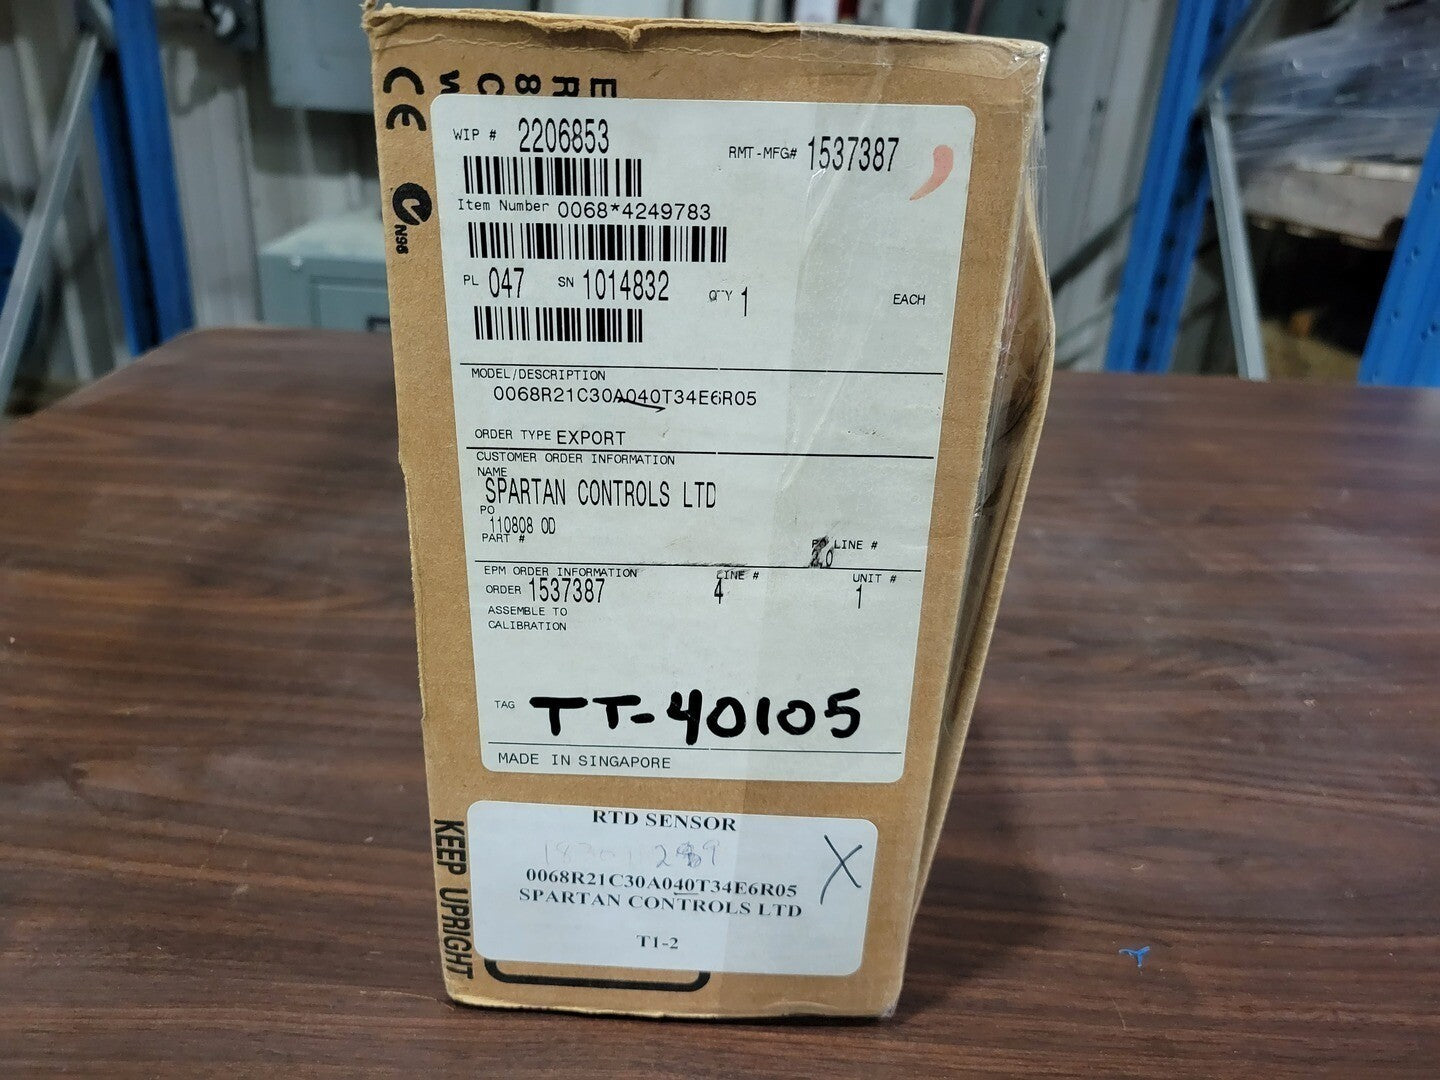 WIP # 2206853
RMT-MFG# 1537387
Item Number 0068*4249783
PL 047 SN 1014832 QTY 1 EACH
MODEL/DESCRIPTION
0068R21C30A040T34E6R05
ORDER TYPE EXPORT
CUSTOMER ORDER INFORMATION
NAME
SPARTAN CONTROLS LTD
PO
110808 OD
PART #
PO LINE #
EPM ORDER INFORMATION LINE # UNIT #
ORDER 1537387 4 1
ASSEMBLE TO
CALIBRATION
TAG TT-40105
MADE IN SINGAPORE
RTD SENSOR
0068R21C30A040T34E6R05
SPARTAN CONTROLS LTD
T1-2
X
KEEP UPRIGHT
CE
N96